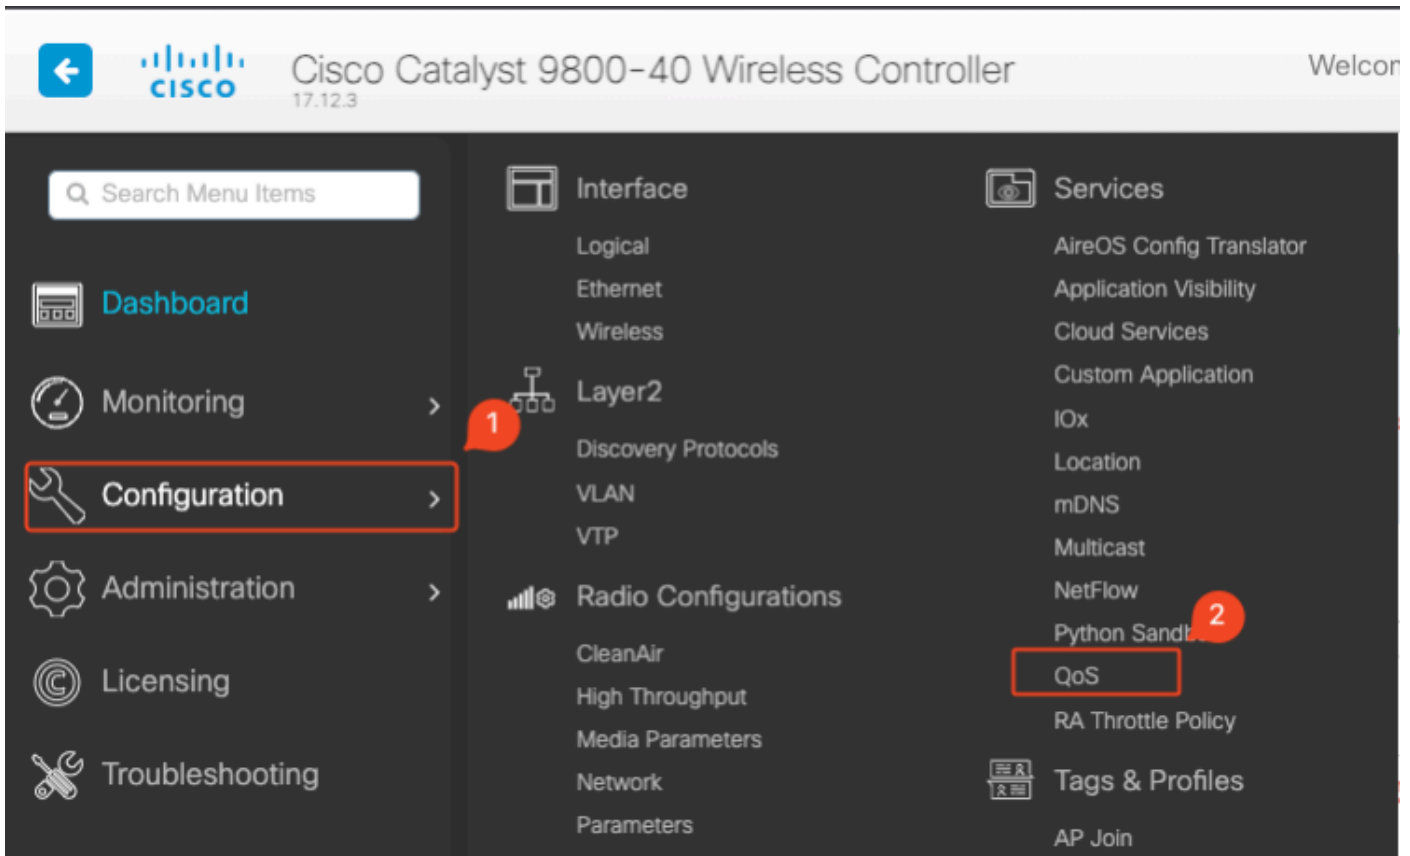 CISCO
Cisco Catalyst 9800-40 Wireless Controller
17.12.3
Search Menu Items
Dashboard
Monitoring
Configuration
Administration
Licensing
Troubleshooting
1
Interface
Logical
Ethernet
Wireless
Layer2
Discovery Protocols
VLAN
VTP
Radio Configurations
CleanAir
High Throughput
Media Parameters
Network
Parameters
Services
AireOS Config Translator
Application Visibility
Cloud Services
Custom Application
IOx
Location
mDNS
Multicast
NetFlow
2
Python
QoS
RA Throttle Policy
Tags & Profiles
AP Join